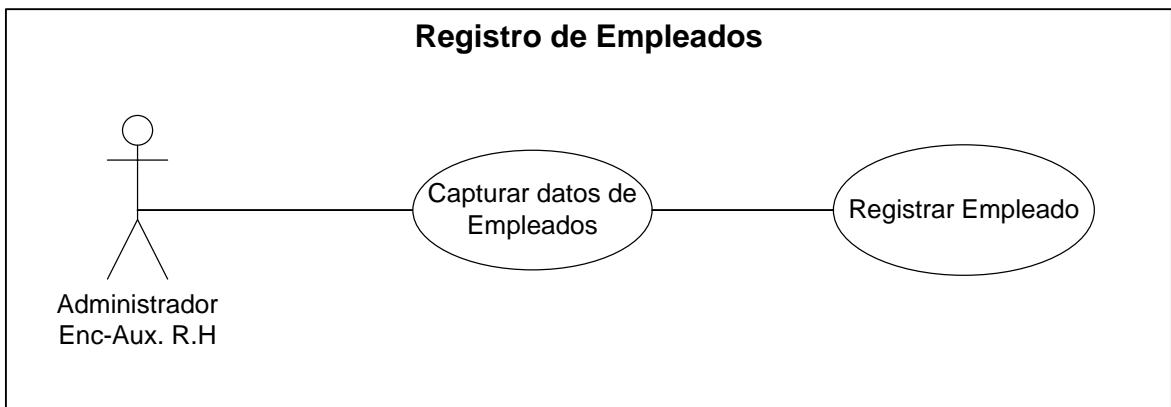 Registro de Empleados
Capturar datos de
Empleados
Registrar Empleado
Administrador
Enc-Aux. R.H